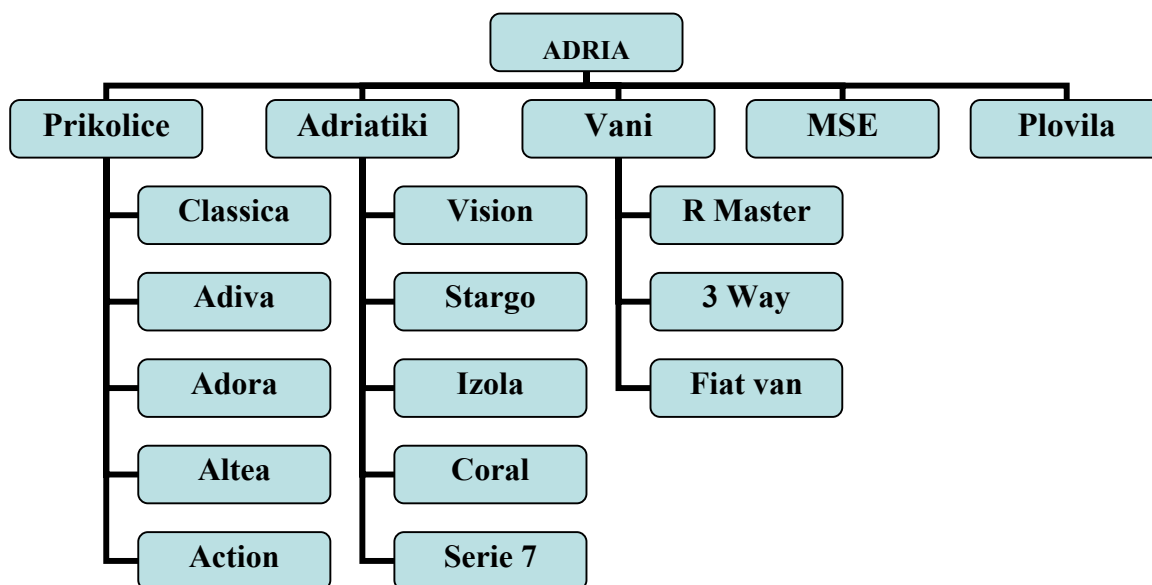 ADRIA
Prikolice
Adriatiki
Vani
MSE
Plovila
Classica
Vision
R Master
Adiva
Stargo
3 Way
Adora
Izola
Fiat van
Altea
Coral
Action
Serie 7